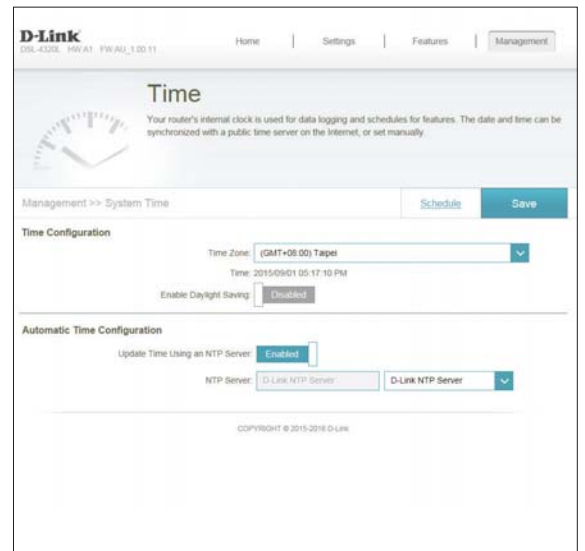 D-Link
DSL-4320L HW:A1 FW:AU_1.00.11
Home | Settings | Features | Management
Time
Your router's internal clock is used for data logging and schedules for features. The date and time can be
synchronized with a public time server on the Internet, or set manually.
Management >> System Time
Schedule
Save
Time Configuration
Time Zone: (GMT+08:00) Taipei
Time: 2015/09/01 05:17:10 PM
Enable Daylight Saving: Disabled
Automatic Time Configuration
Update Time Using an NTP Server: Enabled
NTP Server: D-Link NTP Server D-Link NTP Server
COPYRIGHT © 2015-2016 D-Link